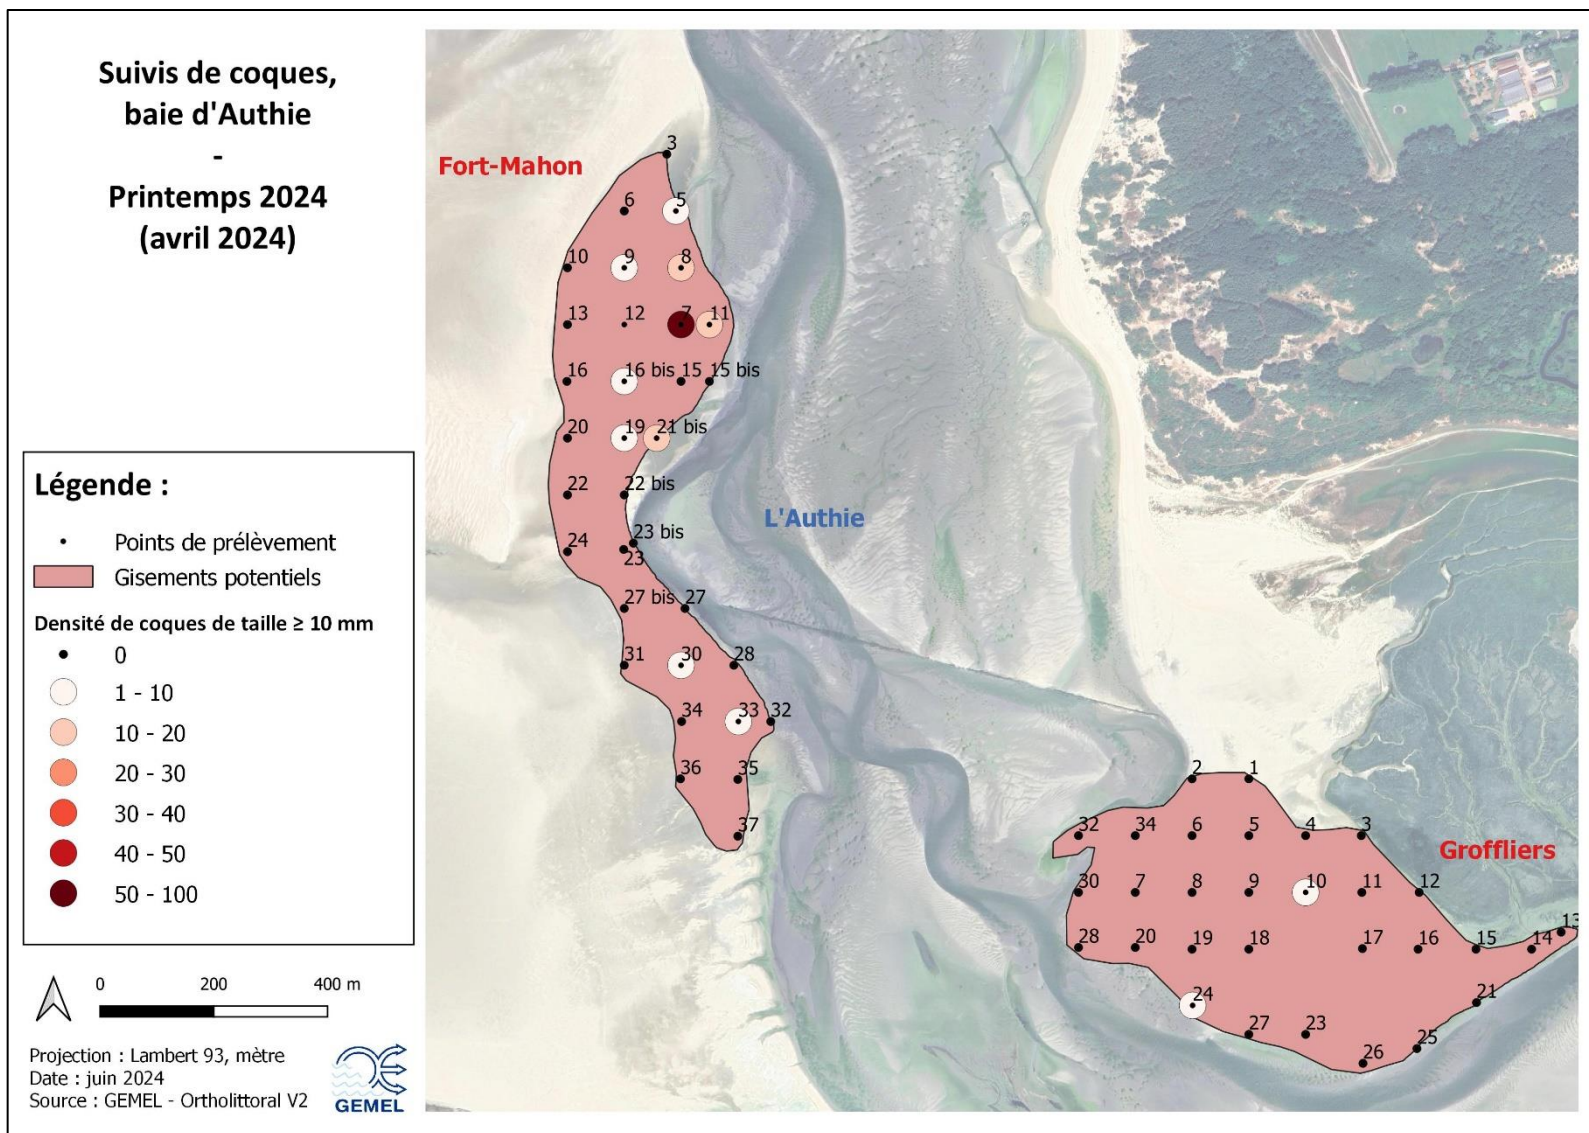 Suivis de coques,
baie d'Authie
-
Printemps 2024
(avril 2024)
Légende :
Points de prélèvement
Gisements potentiels
Densité de coques de taille ≥ 10 mm
0
1 - 10
10 - 20
20 - 30
30 - 40
40 - 50
50 - 100
0 200 400 m
Projection : Lambert 93, mètre
Date : juin 2024
Source : GEMEL - Ortholittoral V2
GEMEL
Fort-Mahon
3
6 5
10 9 8
13 12 7 11
16 16 bis 15 15 bis
20 19 21 bis
22 22 bis
L'Authie
23 bis
24 23
27 bis 27
31 30 28
34 33 32
36 35
37
2 1
32 34 6 5 4 3
Groffliers
30 7 8 9 10 11 12
13
28 20 19 18 17 16 15 14
24 21
27 23 25
26